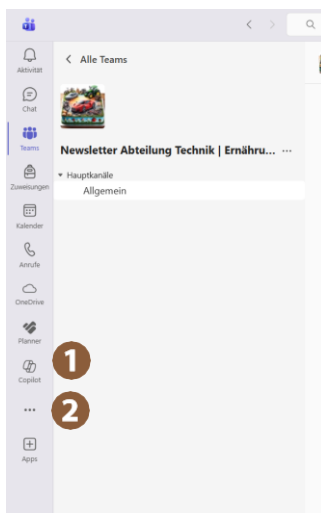 Aktivität
Chat
Teams
Zuweisungen
Kalender
Anrufe
OneDrive
Planner
Copilot
...
Apps
Alle Teams
Newsletter Abteilung Technik | Ernähru... ...
Hauptkanäle
Allgemein
1
2